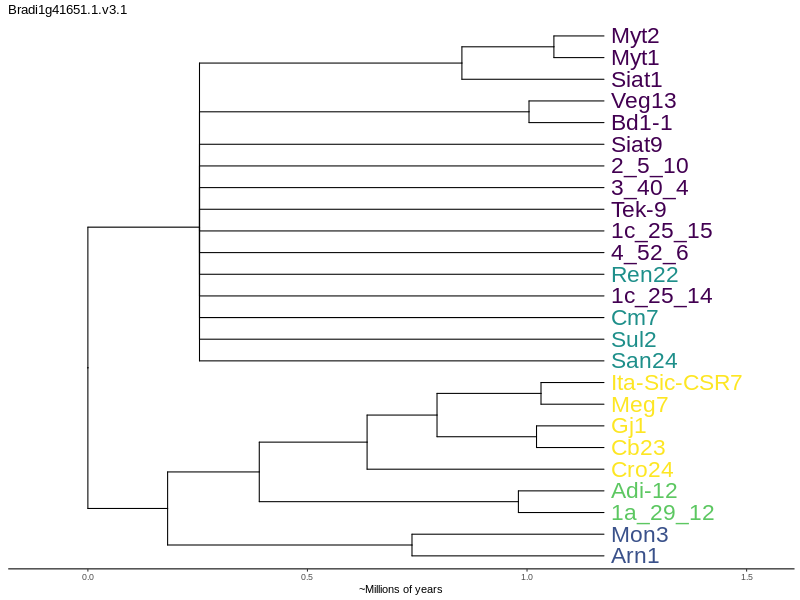 Bradi1g41651.1.v3.1
Myt2
Myt1
Siat1
Veg13
Bd1-1
Siat9
2_5_10
3_40_4
Tek-9
1c_25_15
4_52_6
Ren22
1c_25_14
Cm7
Sul2
San24
Ita-Sic-CSR7
Meg7
Gj1
Cb23
Cro24
Adi-12
1a_29_12
Mon3
Arn1
0.0 0.5 1.0 1.5
~Millions of years